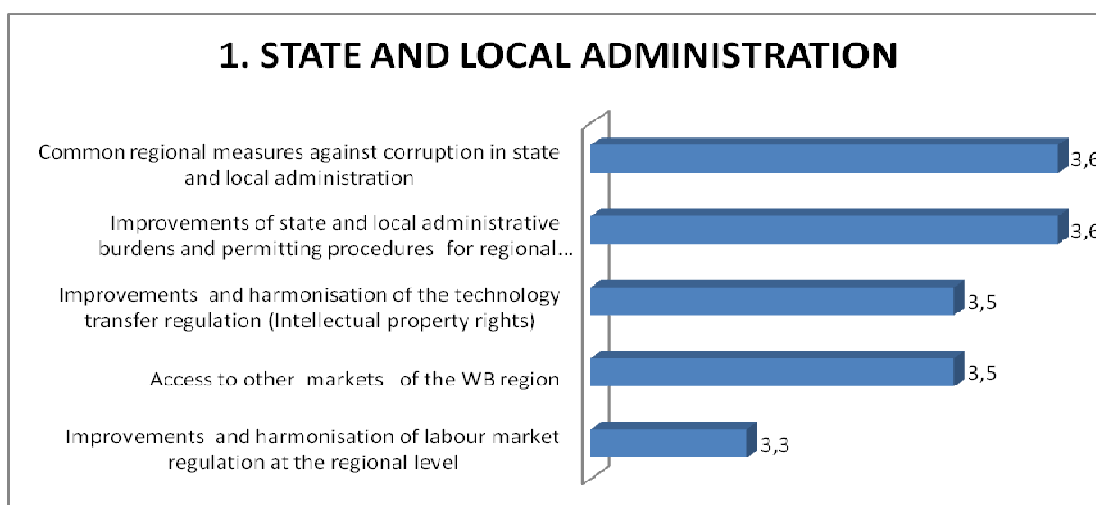 1. STATE AND LOCAL ADMINISTRATION
Common regional measures against corruption in state
and local administration
3,6
Improvements of state and local administrative
burdens and permitting procedures for regional...
3,6
Improvements and harmonisation of the technology
transfer regulation (Intellectual property rights)
3,5
Access to other markets of the WB region
3,5
Improvements and harmonisation of labour market
regulation at the regional level
3,3